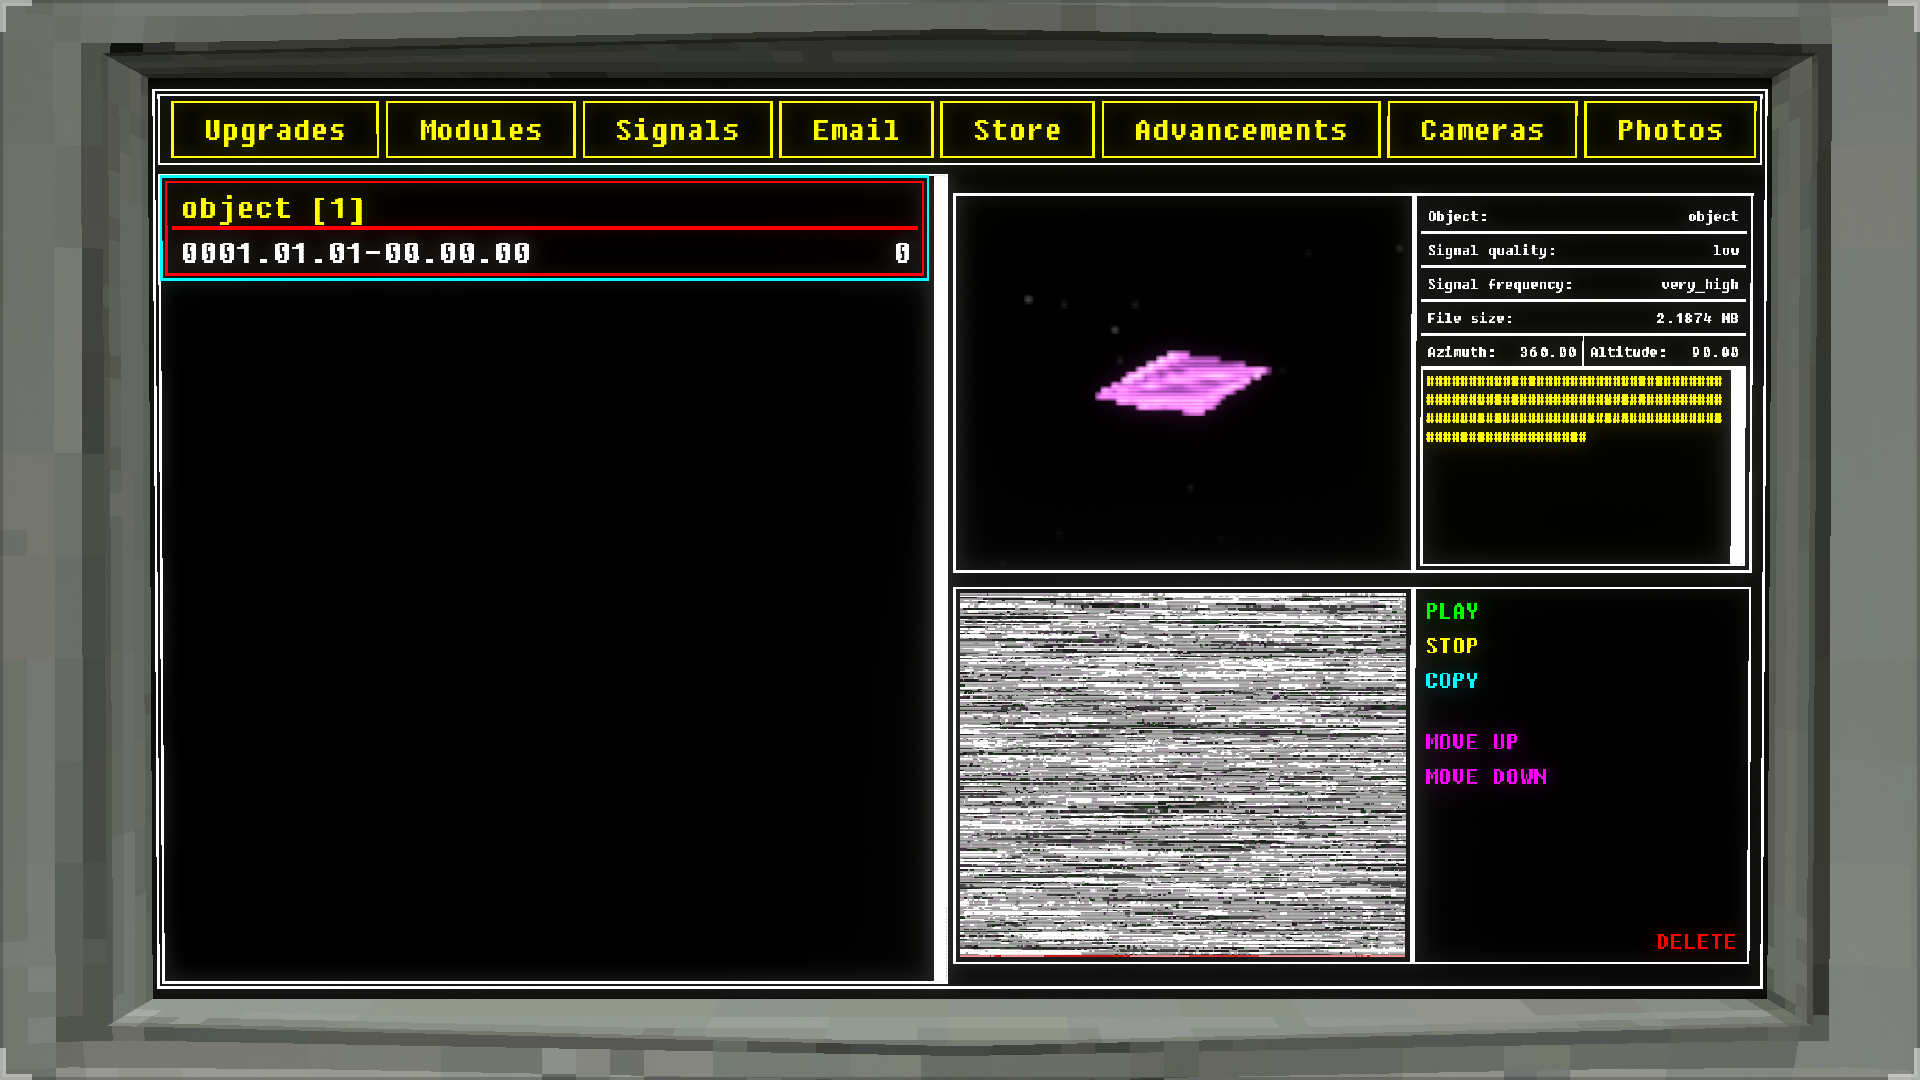 Upgrades Modules Signals Email Store Advancements Cameras Photos
object [1]
0001.01.01-00.00.00 0
Object: object
Signal quality: low
Signal frequency: very_high
File size: 2.1874 MB
Azimuth: 360.00 Altitude: 90.00
PLAY
STOP
COPY
MOVE UP
MOVE DOWN
DELETE